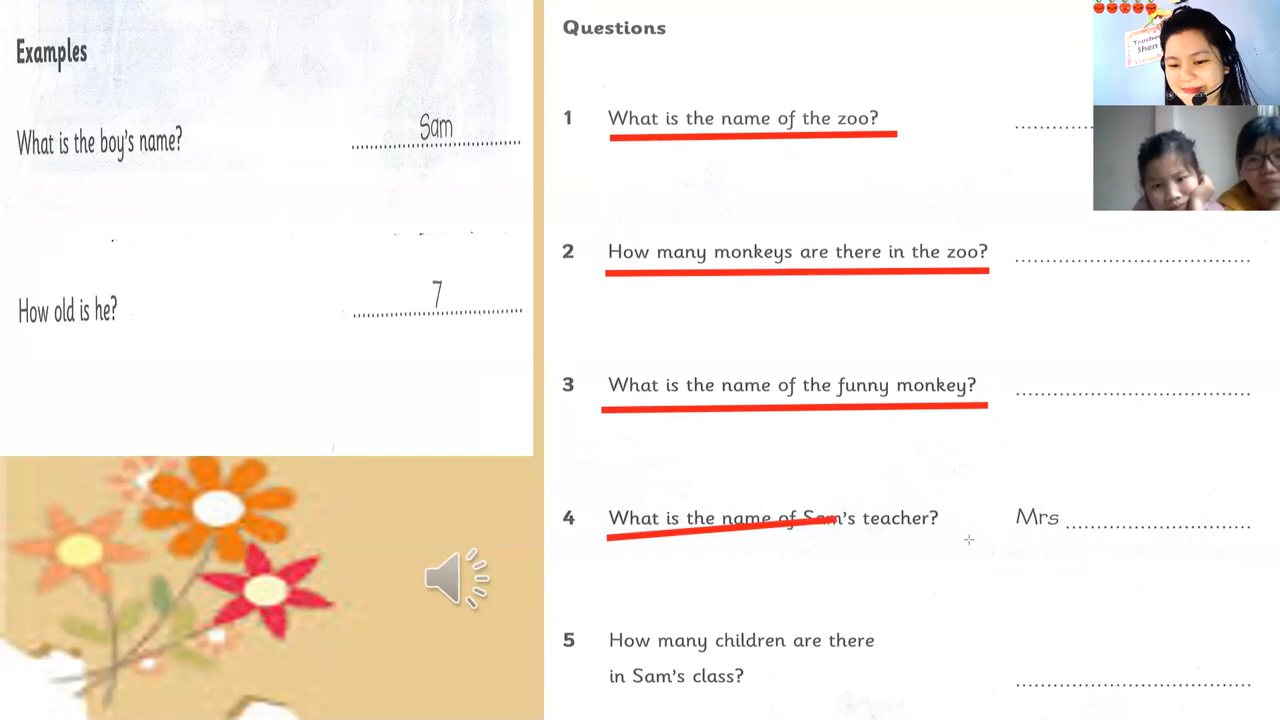 Examples
What is the boy's name? Sam
How old is he? 7
Questions
1 What is the name of the zoo?
2 How many monkeys are there in the zoo?
3 What is the name of the funny monkey?
4 What is the name of Sam's teacher? Mrs
5 How many children are there
in Sam's class?
Teacher
Shen